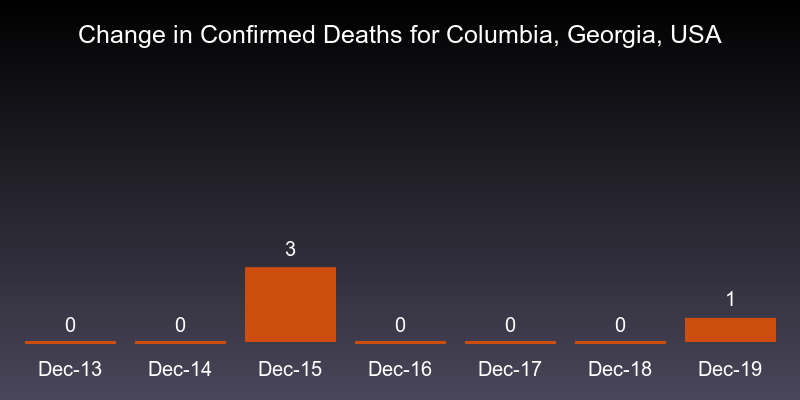 Change in Confirmed Deaths for Columbia, Georgia, USA
3
1
0 0 0 0 0
Dec-13 Dec-14 Dec-15 Dec-16 Dec-17 Dec-18 Dec-19